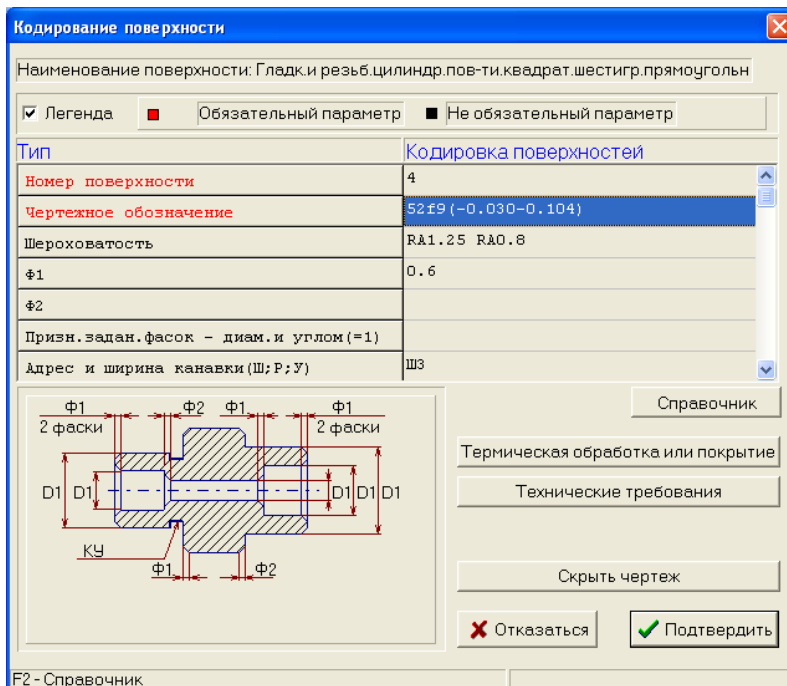 Кодирование поверхности
Наименование поверхности: Гладк.и резьб.цилиндр.пов-ти.квадрат.шестигр.прямоугольн
Легенда Обязательный параметр Не обязательный параметр
Тип Кодировка поверхностей
Номер поверхности 4
Чертежное обозначение 52f9(-0.030-0.104)
Шероховатость RA1.25 RA0.8
Ф1 0.6
Ф2
Призн.задан.фасок - диам.и углом(=1)
Адрес и ширина канавки(Ш;Р;У) Ш3
Ф1 Ф2 Ф1 Ф1
2 фаски 2 фаски
D1 D1 D1 D1 D1
КУ
Ф1 Ф2
Справочник
Термическая обработка или покрытие
Технические требования
Скрыть чертеж
Отказаться Подтвердить
F2 - Справочник